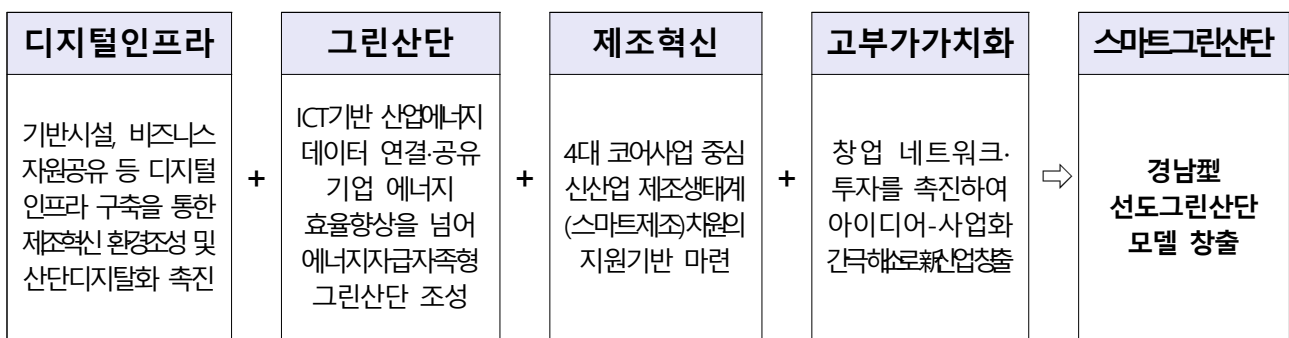 디지털인프라
기반시설, 비즈니스
자원공유 등 디지털
인프라 구축을 통한
제조혁신 환경조성 및
산단디지탈화 촉진
+
그린산단
ICT기반 산업에너지
데이터 연결·공유
기업 에너지
효율향상을 넘어
에너지자급자족형
그린산단 조성
+
제조혁신
4대 코어사업 중심
신산업 제조생태계
(스마트제조)차원의
지원기반 마련
+
고부가가치화
창업 네트워크·
투자를 촉진하여
아이디어-사업화
간극해소로 新산업창출
⇨
스마트그린산단
경남型
선도그린산단
모델 창출